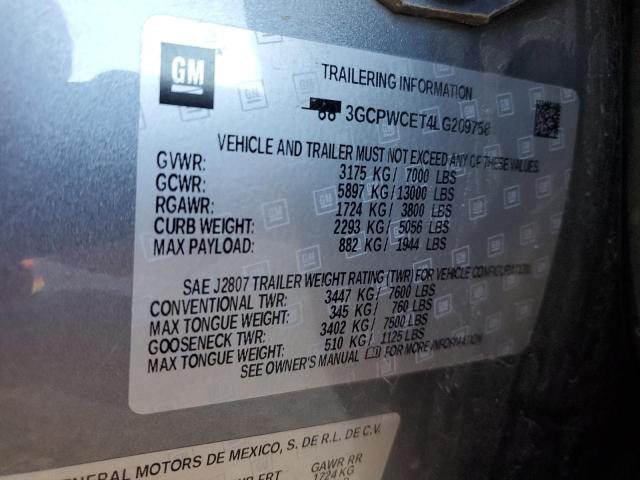 GM
TRAILERING INFORMATION
3GCPWCET4LG209758
VEHICLE AND TRAILER MUST NOT EXCEED ANY OF THESE VALUES.
GVWR: 3175 KG / 7000 LBS
GCWR: 5897 KG / 13000 LBS
RGAWR: 1724 KG / 3800 LBS
CURB WEIGHT: 2293 KG / 5056 LBS
MAX PAYLOAD: 882 KG / 1944 LBS
SAE J2807 TRAILER WEIGHT RATING (TWR) FOR VEHICLE CONFIGURATION:
CONVENTIONAL TWR: 3447 KG / 7600 LBS
MAX TONGUE WEIGHT: 345 KG / 760 LBS
GOOSENECK TWR: 3402 KG / 7500 LBS
MAX TONGUE WEIGHT: 510 KG / 1125 LBS
SEE OWNER'S MANUAL FOR MORE INFORMATION
GENERAL MOTORS DE MEXICO, S. DE R.L. DE C.V.
FRT GAWR RR
1724 KG